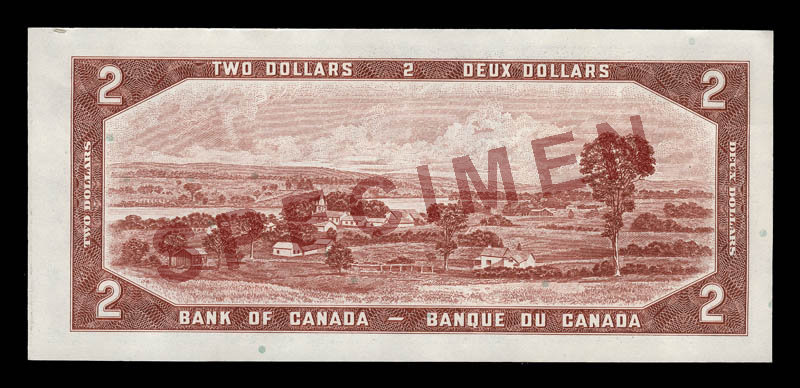 2 TWO DOLLARS 2 DEUX DOLLARS 2
TWO DOLLARS
SPECIMEN
DEUX DOLLARS
2 BANK OF CANADA – BANQUE DU CANADA 2